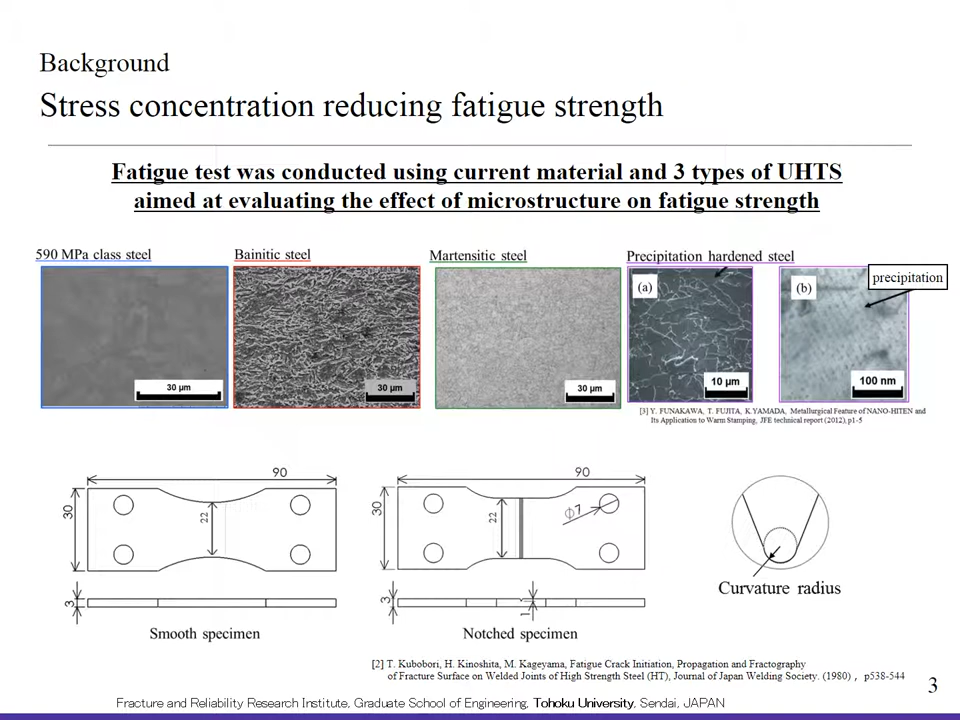 Background
Stress concentration reducing fatigue strength
Fatigue test was conducted using current material and 3 types of UHTS
aimed at evaluating the effect of microstructure on fatigue strength
590 MPa class steel
Bainitic steel
Martensitic steel
Precipitation hardened steel
30 μm
30 μm
30 μm
(a)
10 μm
(b)
100 nm
precipitation
[3] Y. FUNAKAWA, T. FUJITA, K.YAMADA, Metallurgical Feature of NANO-HITEN and
Its Application to Warm Stamping, JFE technical report (2012), p1-5
90
30
22
3
Smooth specimen
90
30
22
ϕ7
3
1
Notched specimen
Curvature radius
[2] T. Kubobori, H. Kinoshita, M. Kageyama, Fatigue Crack Initiation, Propagation and Fractography
of Fracture Surface on Welded Joints of High Strength Steel (HT), Journal of Japan Welding Society. (1980) , p538-544
3
Fracture and Reliability Research Institute, Graduate School of Engineering, Tohoku University, Sendai, JAPAN